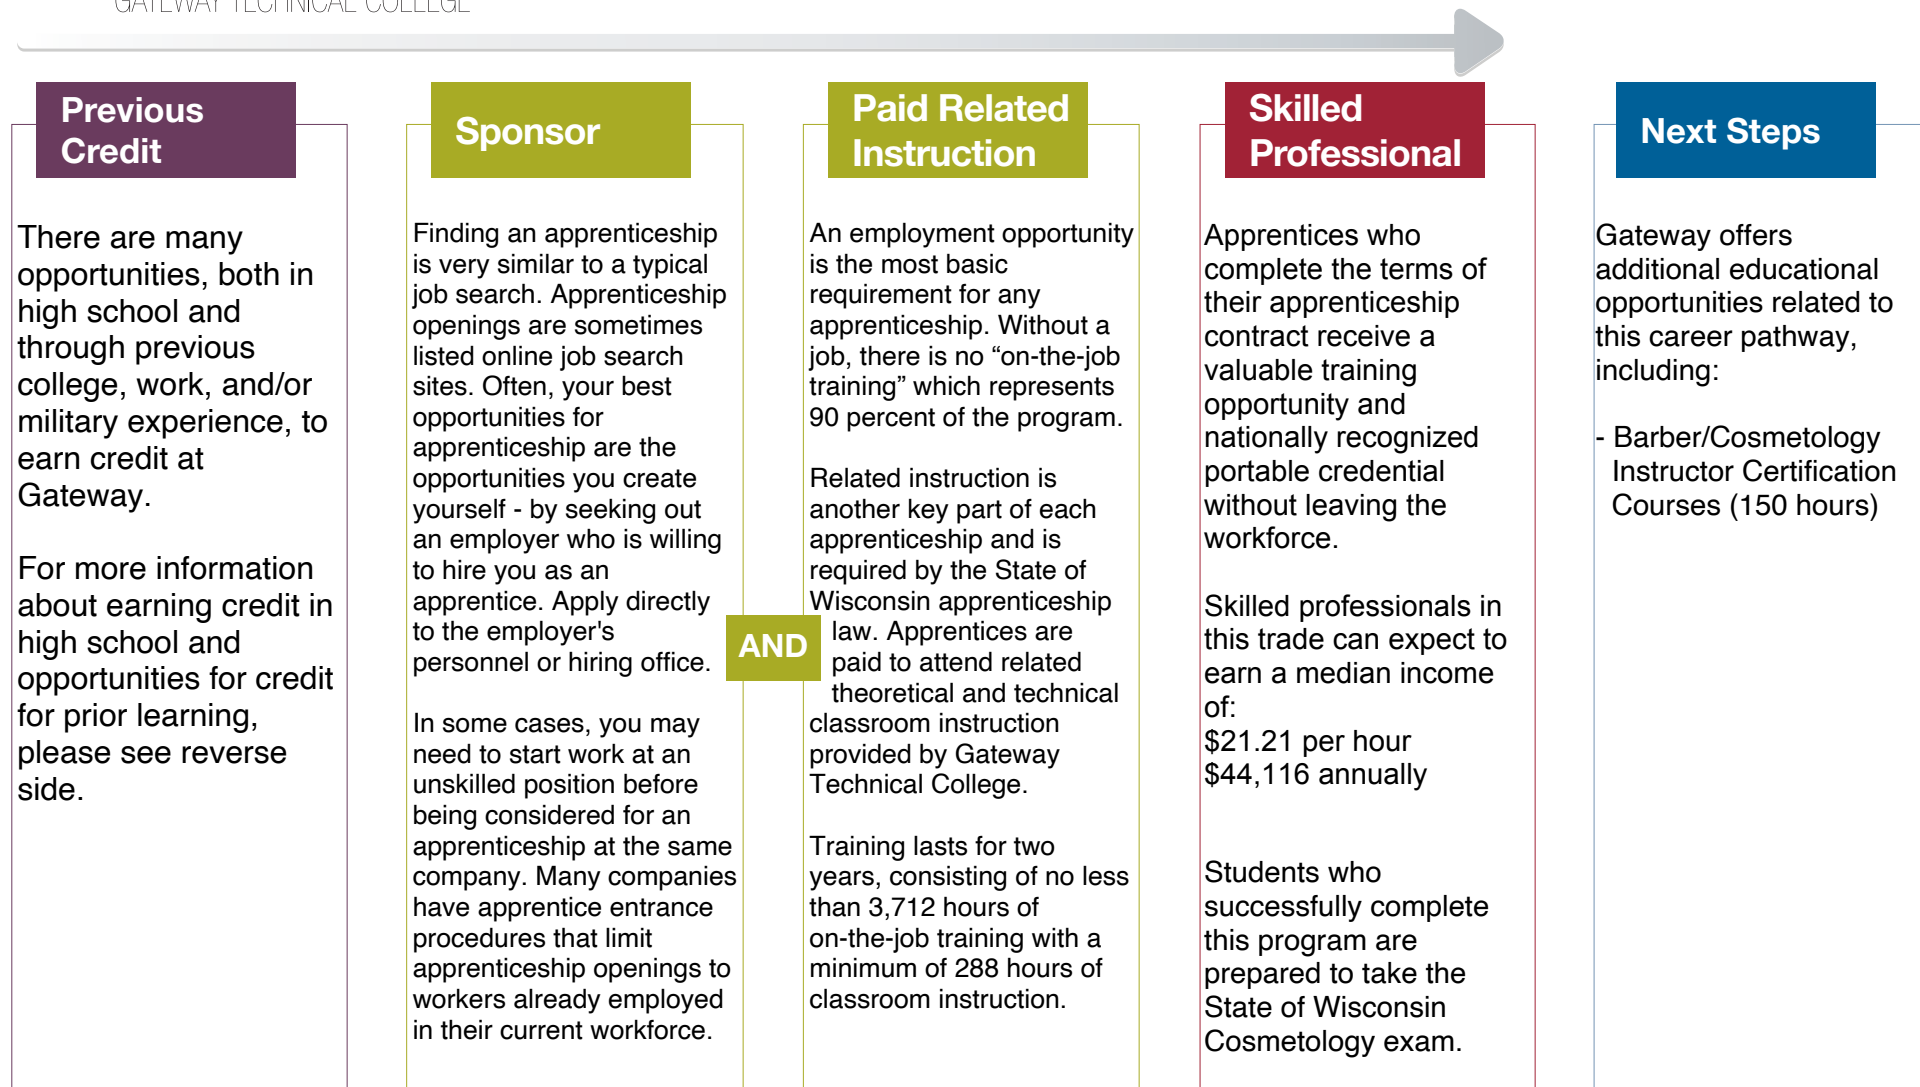 GATEWAY TECHNICAL COLLEGE
Previous
Credit
There are many
opportunities, both in
high school and
through previous
college, work, and/or
military experience, to
earn credit at
Gateway.
For more information
about earning credit in
high school and
opportunities for credit
for prior learning,
please see reverse
side.
Sponsor
Finding an apprenticeship
is very similar to a typical
job search. Apprenticeship
openings are sometimes
listed online job search
sites. Often, your best
opportunities for
apprenticeship are the
opportunities you create
yourself - by seeking out
an employer who is willing
to hire you as an
apprentice. Apply directly
to the employer's
personnel or hiring office.
In some cases, you may
need to start work at an
unskilled position before
being considered for an
apprenticeship at the same
company. Many companies
have apprentice entrance
procedures that limit
apprenticeship openings to
workers already employed
in their current workforce.
AND
Paid Related
Instruction
An employment opportunity
is the most basic
requirement for any
apprenticeship. Without a
job, there is no “on-the-job
training” which represents
90 percent of the program.
Related instruction is
another key part of each
apprenticeship and is
required by the State of
Wisconsin apprenticeship
law. Apprentices are
paid to attend related
theoretical and technical
classroom instruction
provided by Gateway
Technical College.
Training lasts for two
years, consisting of no less
than 3,712 hours of
on-the-job training with a
minimum of 288 hours of
classroom instruction.
Skilled
Professional
Apprentices who
complete the terms of
their apprenticeship
contract receive a
valuable training
opportunity and
nationally recognized
portable credential
without leaving the
workforce.
Skilled professionals in
this trade can expect to
earn a median income
of:
$21.21 per hour
$44,116 annually
Students who
successfully complete
this program are
prepared to take the
State of Wisconsin
Cosmetology exam.
Next Steps
Gateway offers
additional educational
opportunities related to
this career pathway,
including:
- Barber/Cosmetology
Instructor Certification
Courses (150 hours)